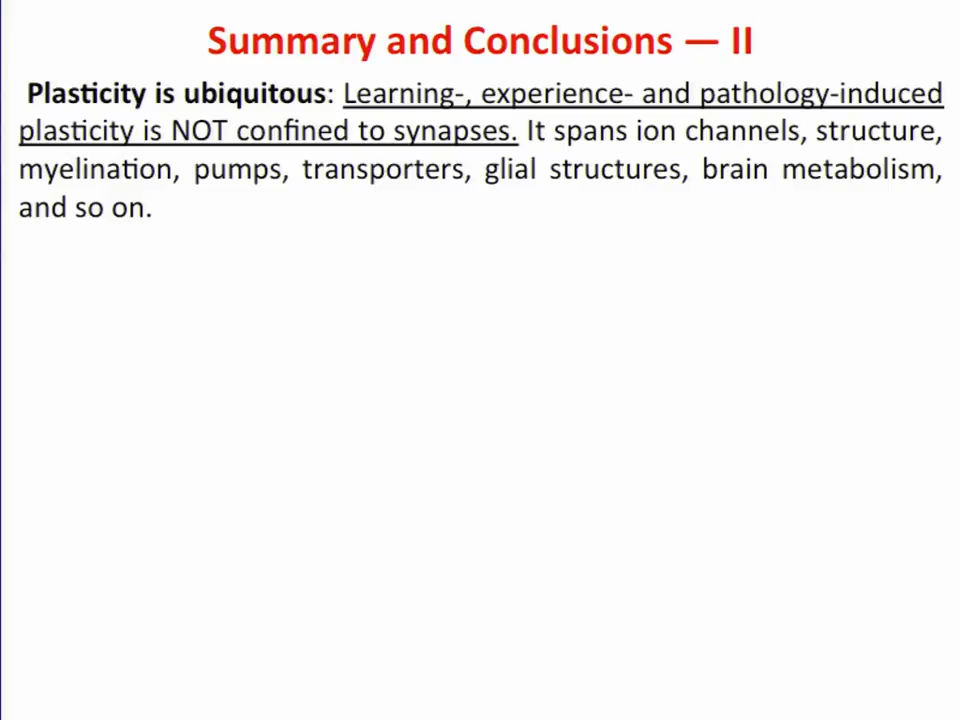 Summary and Conclusions — II
Plasticity is ubiquitous: Learning-, experience- and pathology-induced
plasticity is NOT confined to synapses. It spans ion channels, structure,
myelination, pumps, transporters, glial structures, brain metabolism,
and so on.